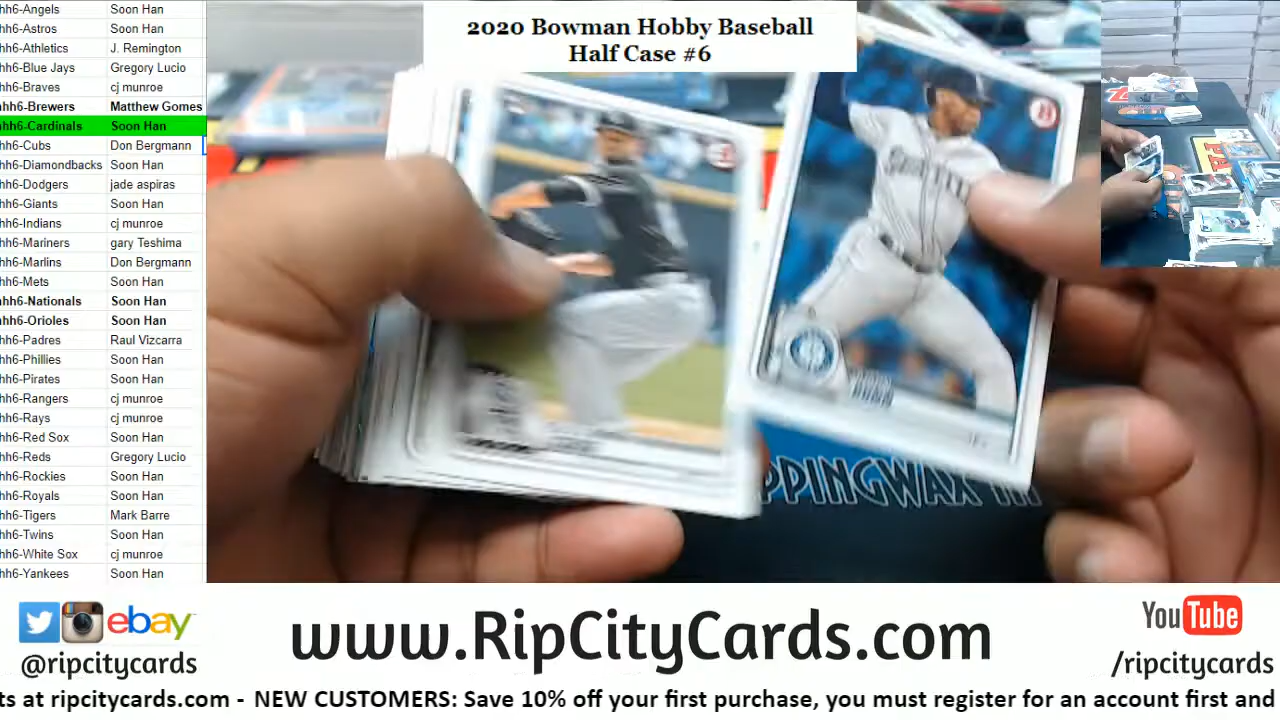 2020 Bowman Hobby Baseball
Half Case #6
hh6-Angels Soon Han
hh6-Astros Soon Han
hh6-Athletics J. Remington
hh6-Blue Jays Gregory Lucio
hh6-Braves cj munroe
hh6-Brewers Matthew Gomes
hh6-Cardinals Soon Han
hh6-Cubs Don Bergmann
hh6-Diamondbacks Soon Han
hh6-Dodgers jade aspiras
hh6-Giants Soon Han
hh6-Indians cj munroe
hh6-Mariners gary Teshima
hh6-Marlins Don Bergmann
hh6-Mets Soon Han
hh6-Nationals Soon Han
hh6-Orioles Soon Han
hh6-Padres Raul Vizcarra
hh6-Phillies Soon Han
hh6-Pirates Soon Han
hh6-Rangers cj munroe
hh6-Rays cj munroe
hh6-Red Sox Soon Han
hh6-Reds Gregory Lucio
hh6-Rockies Soon Han
hh6-Royals Soon Han
hh6-Tigers Mark Barre
hh6-Twins Soon Han
hh6-White Sox cj munroe
hh6-Yankees Soon Han
PPINGWAX
ebay
@ripcitycards
www.RipCityCards.com
YouTube
/ripcitycards
ts at ripcitycards.com - NEW CUSTOMERS: Save 10% off your first purchase, you must register for an account first and